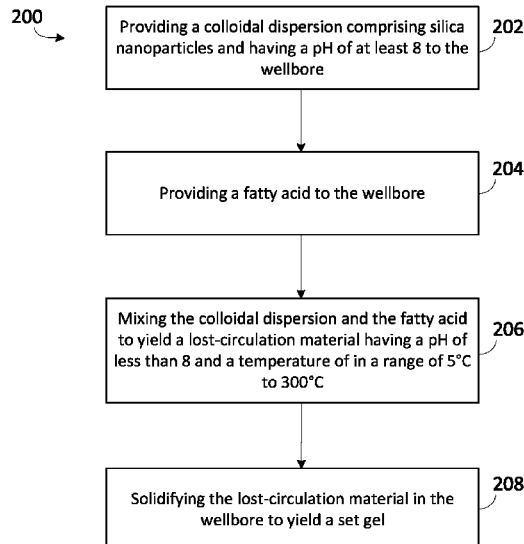 200
202
Providing a colloidal dispersion comprising silica
nanoparticles and having a pH of at least 8 to the
wellbore
204
Providing a fatty acid to the wellbore
206
Mixing the colloidal dispersion and the fatty acid
to yield a lost-circulation material having a pH of
less than 8 and a temperature of in a range of 5°C
to 300°C
208
Solidifying the lost-circulation material in the
wellbore to yield a set gel